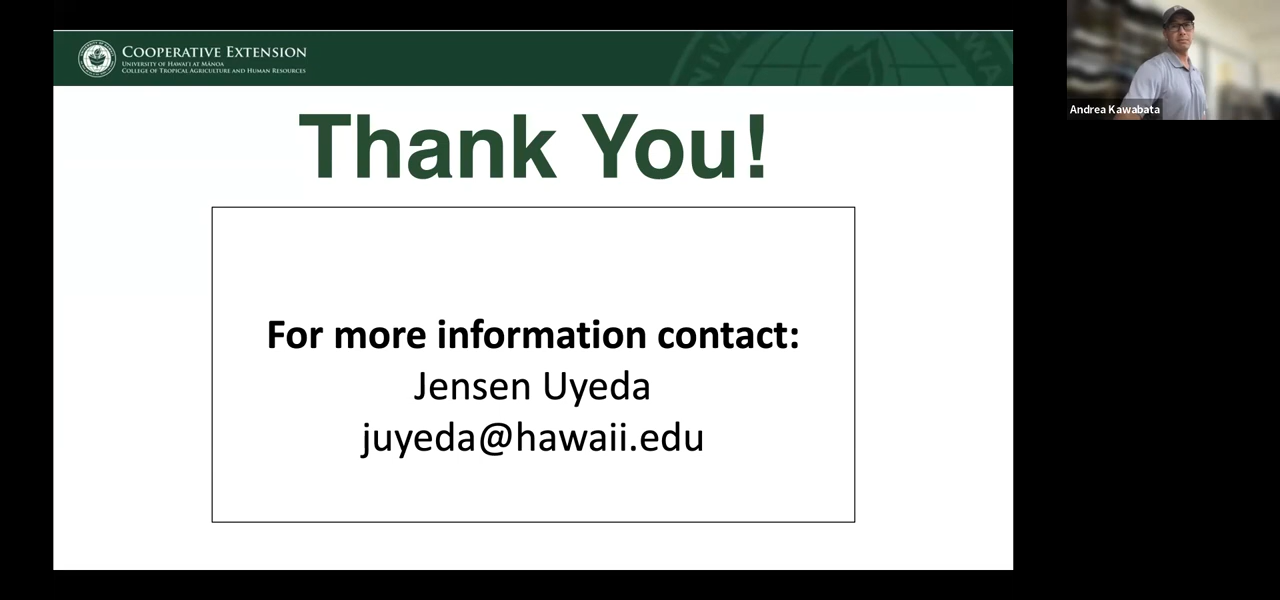 COOPERATIVE EXTENSION
UNIVERSITY OF HAWAI'I AT MĀNOA
COLLEGE OF TROPICAL AGRICULTURE AND HUMAN RESOURCES
Thank You!
For more information contact:
Jensen Uyeda
juyeda@hawaii.edu
Andrea Kawabata